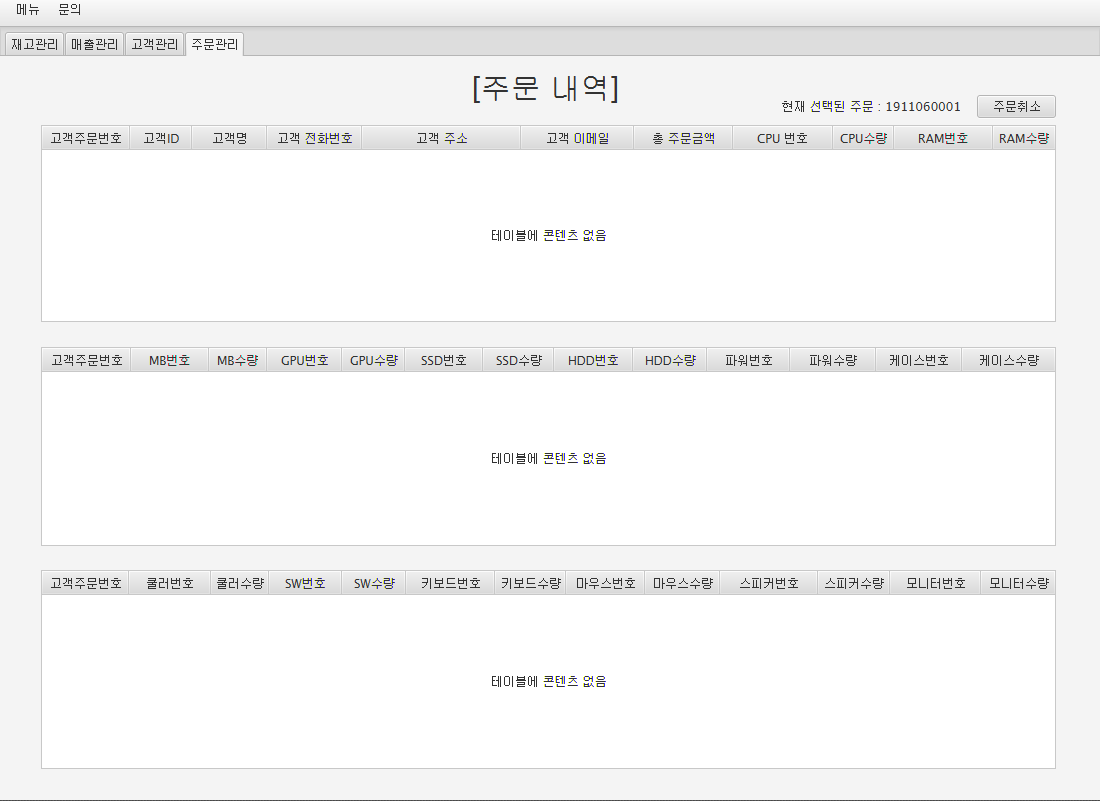 메뉴 문의
재고관리 매출관리 고객관리 주문관리
[주문 내역]
현재 선택된 주문 : 1911060001 주문취소
고객주문번호 고객ID 고객명 고객 전화번호 고객 주소 고객 이메일 총 주문금액 CPU 번호 CPU수량 RAM번호 RAM수량
테이블에 콘텐츠 없음
고객주문번호 MB번호 MB수량 GPU번호 GPU수량 SSD번호 SSD수량 HDD번호 HDD수량 파워번호 파워수량 케이스번호 케이스수량
테이블에 콘텐츠 없음
고객주문번호 쿨러번호 쿨러수량 SW번호 SW수량 키보드번호 키보드수량 마우스번호 마우스수량 스피커번호 스피커수량 모니터번호 모니터수량
테이블에 콘텐츠 없음